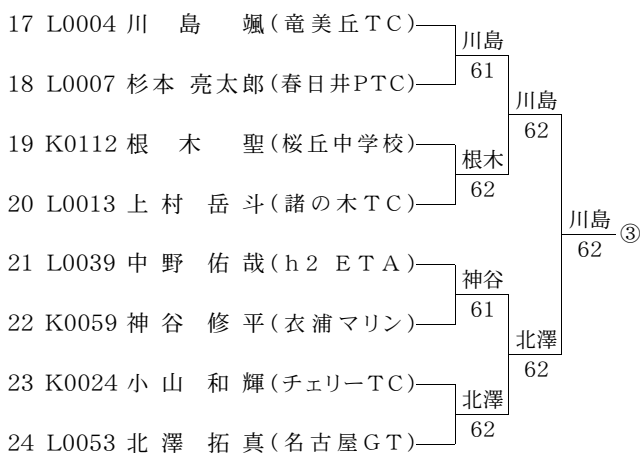 17 L0004 川島 颯(竜美丘TC)
川島
61
18 L0007 杉本 亮太郎(春日井PTC)
川島
62
19 K0112 根木 聖(桜丘中学校)
根木
62
20 L0013 上村 岳斗(諸の木TC)
川島
62
③
21 L0039 中野 佑哉(h2 ETA)
神谷
61
22 K0059 神谷 修平(衣浦マリン)
北澤
62
23 K0024 小山 和輝(チェリーTC)
北澤
62
24 L0053 北澤 拓真(名古屋GT)